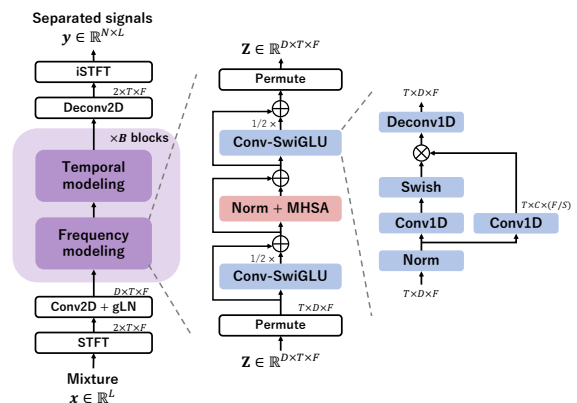 Separated signals
y ∈ ℝ^{N×L}
iSTFT
2×T×F
Deconv2D
×B blocks
Temporal
modeling
Frequency
modeling
D×T×F
Conv2D + gLN
2×T×F
STFT
Mixture
x ∈ ℝ^L
Z ∈ ℝ^{D×T×F}
Permute
1/2 ×
Conv-SwiGLU
Norm + MHSA
1/2 ×
Conv-SwiGLU
T×D×F
Permute
Z ∈ ℝ^{D×T×F}
T×D×F
Deconv1D
Swish
T×C×(F/S)
Conv1D
Conv1D
Norm
T×D×F